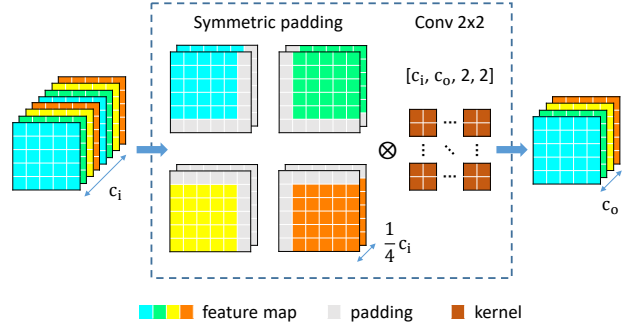 Symmetric padding
Conv 2x2
[cᵢ, cₒ, 2, 2]
⊗
cᵢ
cₒ
1/4 cᵢ
feature map
padding
kernel